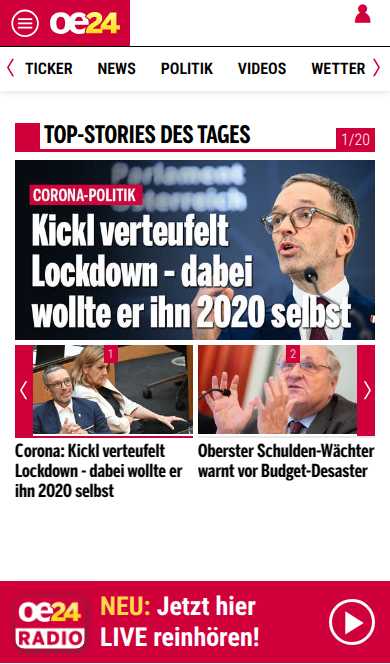 oe24
TICKER NEWS POLITIK VIDEOS WETTER
TOP-STORIES DES TAGES
1/20
Parlament
Österreich
CORONA-POLITIK
Kickl verteufelt
Lockdown - dabei
wollte er ihn 2020 selbst
1
2
Corona: Kickl verteufelt
Lockdown - dabei wollte er
ihn 2020 selbst
Oberster Schulden-Wächter
warnt vor Budget-Desaster
oe24
RADIO
NEU: Jetzt hier
LIVE reinhören!